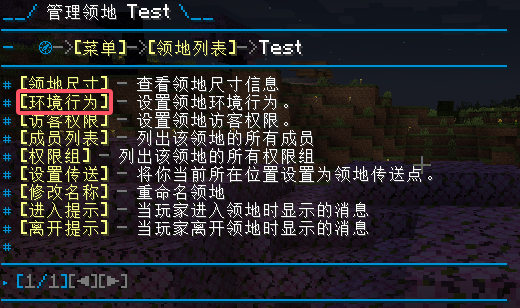 __/ 管理领地 Test \__
->[菜单]->[领地列表]->Test
# [领地尺寸] - 查看领地尺寸信息
# [环境行为] - 设置领地环境行为。
# [访客权限] - 设置领地访客权限。
# [成员列表] - 列出该领地的所有成员
# [权限组] - 列出该领地的所有权限组
# [设置传送] - 将你当前所在位置设置为领地传送点。
# [修改名称] - 重命名领地
# [进入提示] - 当玩家进入领地时显示的消息
# [离开提示] - 当玩家离开领地时显示的消息
#
▸ [1/1][◀][▶]